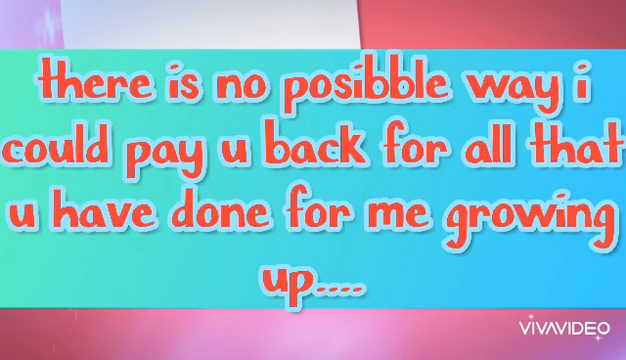 there is no posibble way i
could pay u back for all that
u have done for me growing
up....
VIVAVIDEO